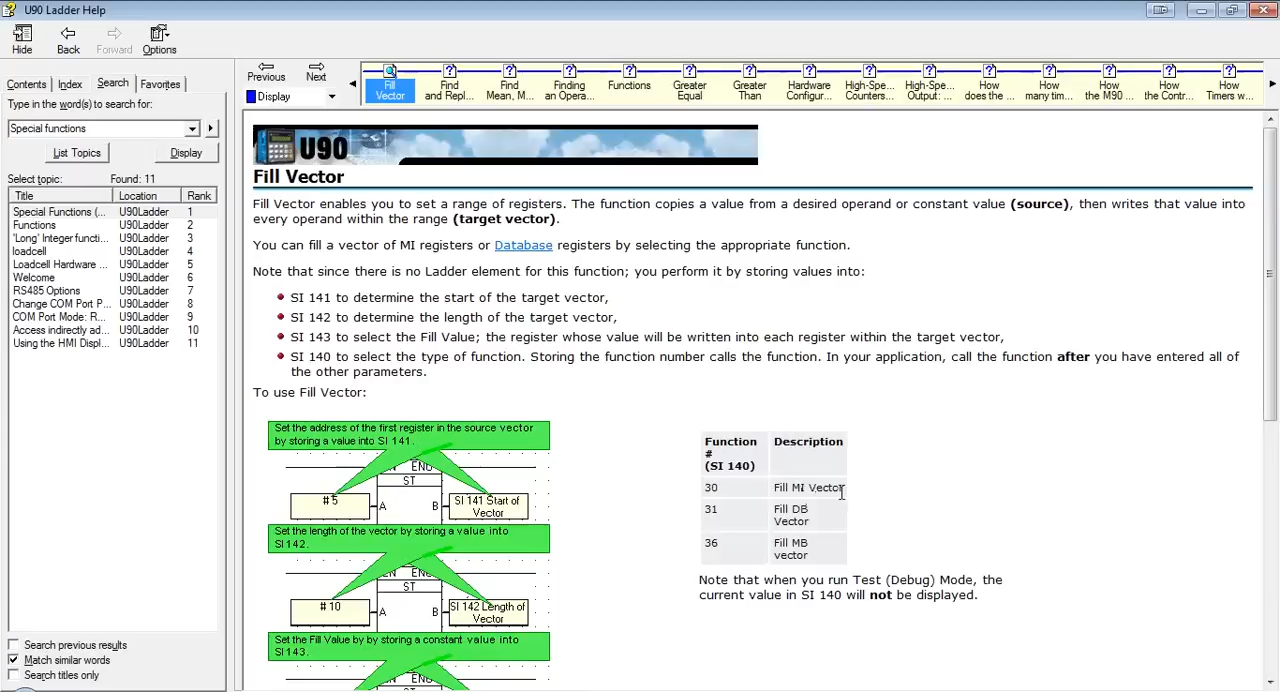 U90 Ladder Help
Hide
Back
Forward
Options
Contents
Index
Search
Favorites
Type in the word(s) to search for:
Special functions
List Topics
Display
Select topic:
Found: 11
Title Location Rank
Special Functions (... U90Ladder 1
Functions U90Ladder 2
'Long' Integer functi... U90Ladder 3
loadcell U90Ladder 4
Loadcell Hardware ... U90Ladder 5
Welcome U90Ladder 6
RS485 Options U90Ladder 7
Change COM Port P... U90Ladder 8
COM Port Mode: R... U90Ladder 9
Access indirectly ad... U90Ladder 10
Using the HMI Displ... U90Ladder 11
Search previous results
Match similar words
Search titles only
Previous
Next
Display
Fill
Vector
Find
and Repl...
Find
Mean, M...
Finding
an Opera...
Functions
Greater
Equal
Greater
Than
Hardware
Configur...
High-Spe...
Counters...
High-Spe...
Output: ...
How
does the ...
How
many tim...
How
the M90 ...
How
the Contr...
How
Timers w...
U90
Fill Vector
Fill Vector enables you to set a range of registers. The function copies a value from a desired operand or constant value (source), then writes that value into
every operand within the range (target vector).
You can fill a vector of MI registers or Database registers by selecting the appropriate function.
Note that since there is no Ladder element for this function; you perform it by storing values into:
SI 141 to determine the start of the target vector,
SI 142 to determine the length of the target vector,
SI 143 to select the Fill Value; the register whose value will be written into each register within the target vector,
SI 140 to select the type of function. Storing the function number calls the function. In your application, call the function after you have entered all of
the other parameters.
To use Fill Vector:
Set the address of the first register in the source vector
by storing a value into SI 141.
ENO
ST
# 5
A
B
SI 141 Start of
Vector
Set the length of the vector by storing a value into
SI 142.
EN
ENO
ST
# 10
A
B
SI 142 Length of
Vector
Set the Fill Value by by storing a constant value into
SI 143.
Function
#
(SI 140)
Description
30 Fill MI Vector
31 Fill DB
Vector
36 Fill MB
vector
Note that when you run Test (Debug) Mode, the
current value in SI 140 will not be displayed.